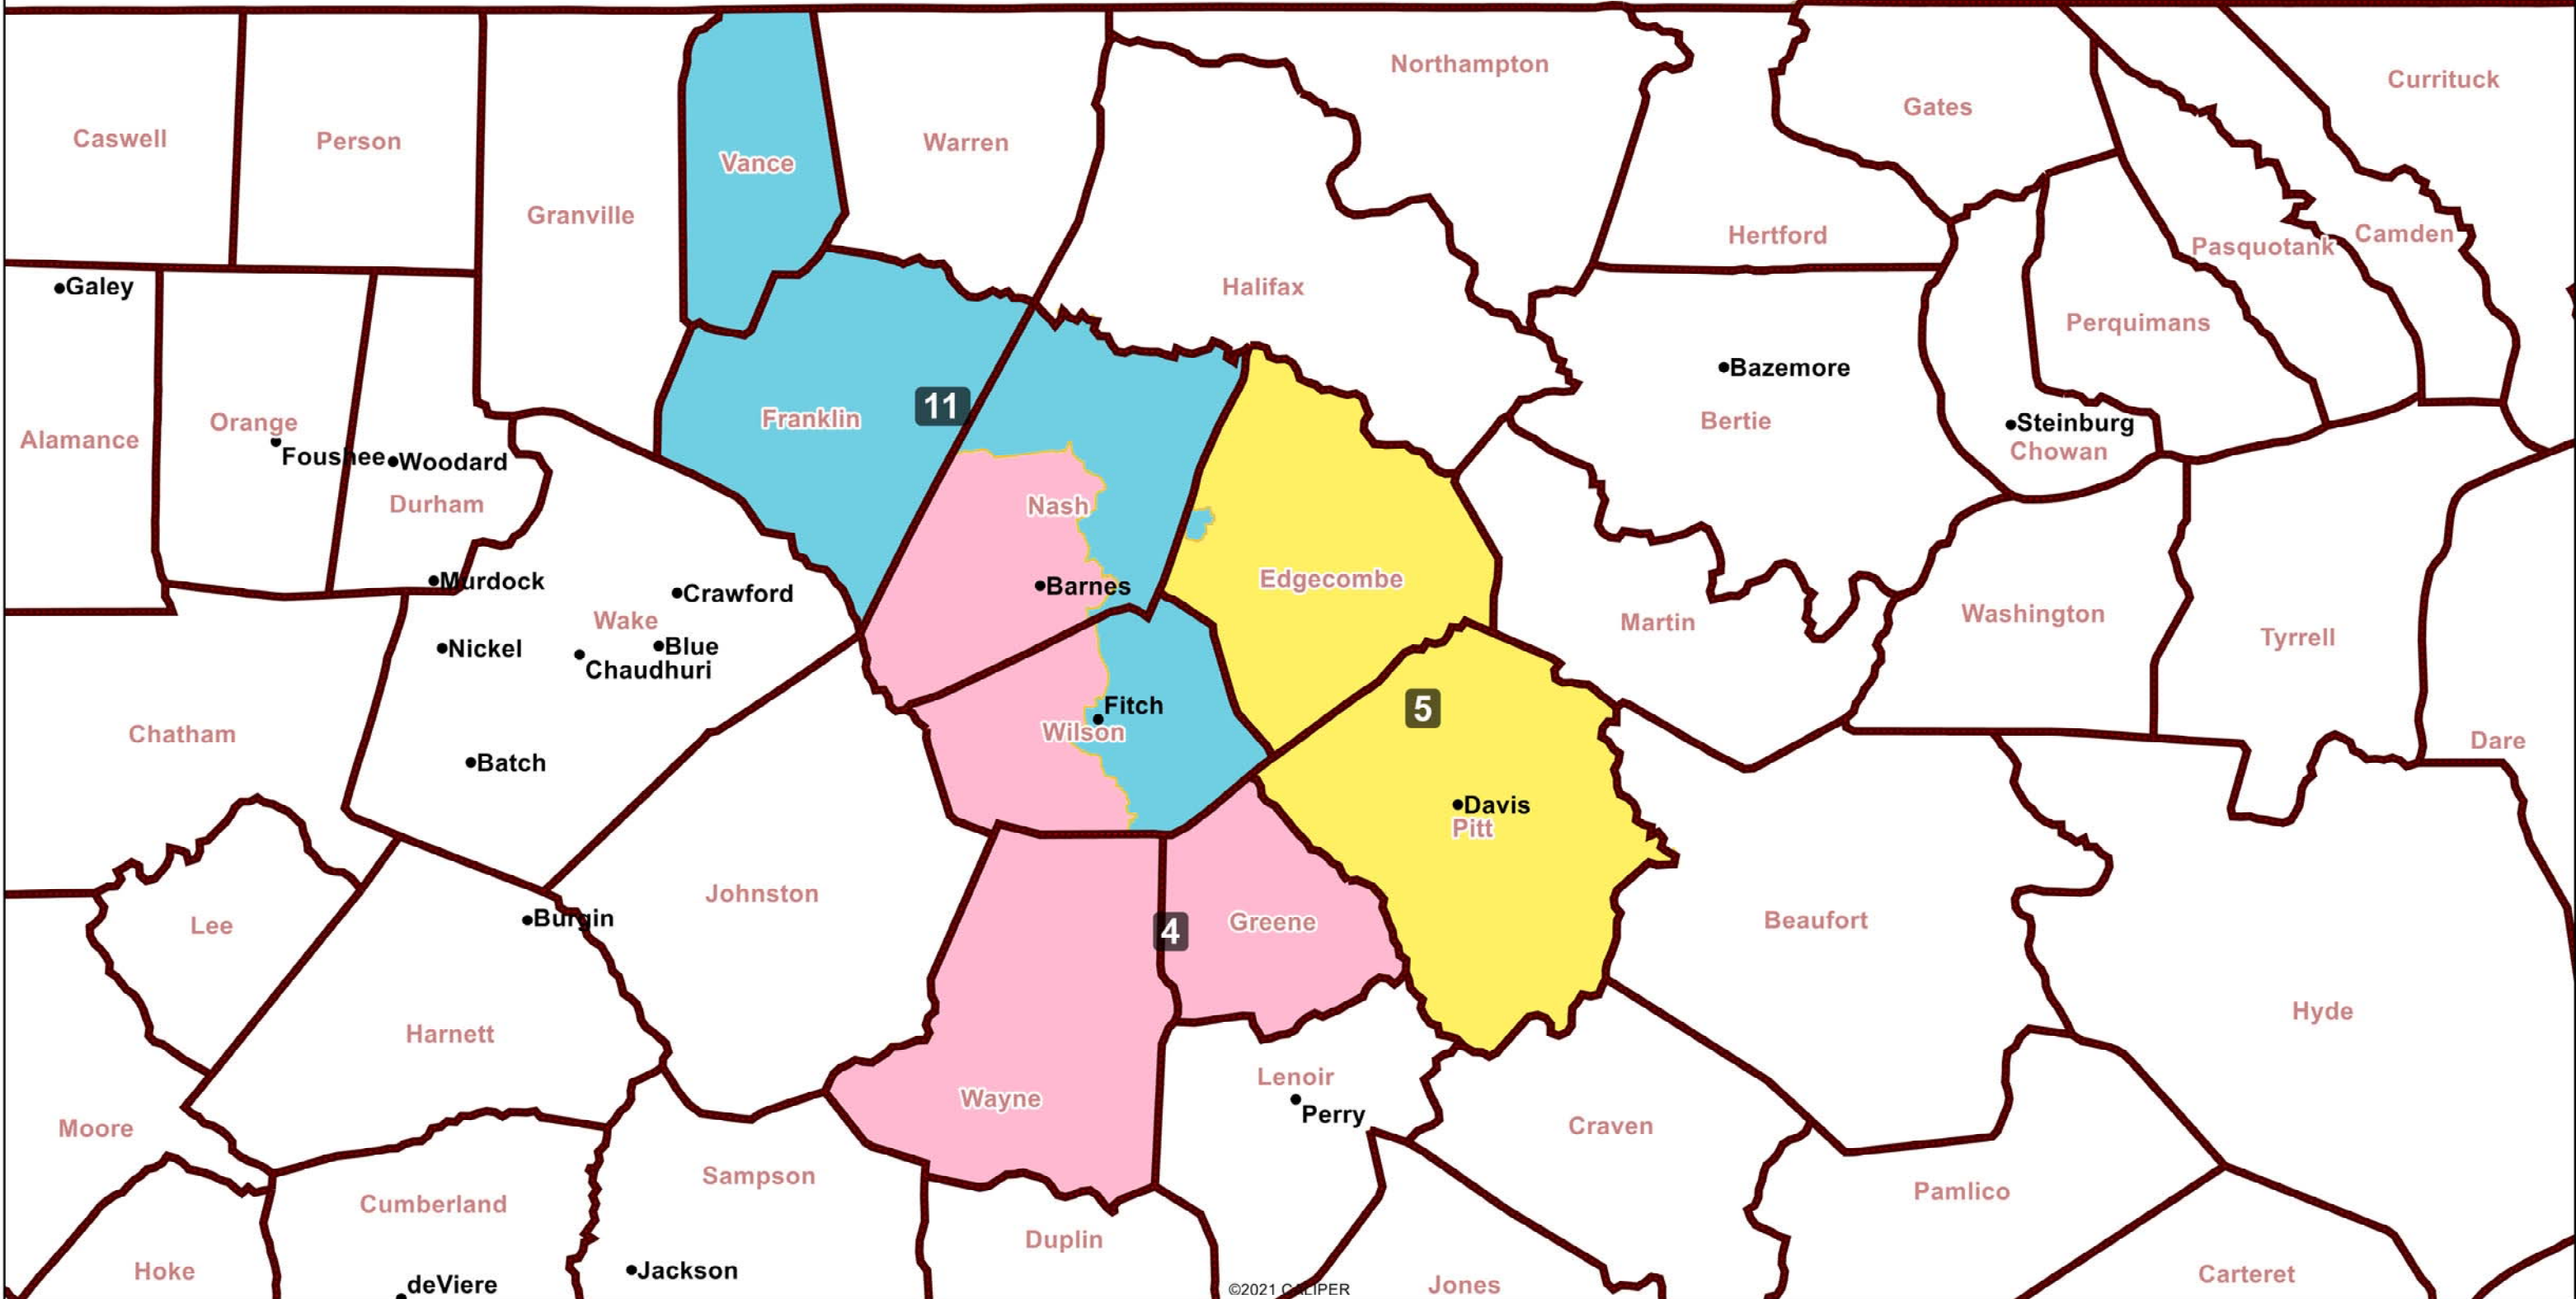 Northampton
Currituck
Gates
Caswell
Person
Warren
Vance
Granville
Hertford
Camden
Pasquotank
•Galey
Halifax
Perquimans
•Bazemore
11
Franklin
Orange
Bertie
•Steinburg
Alamance
Foushee
•Woodard
Chowan
Durham
Nash
•Murdock
Edgecombe
•Barnes
•Crawford
Washington
Wake
Martin
Tyrrell
•Nickel
•Blue
Chaudhuri
Fitch
5
Chatham
Wilson
Dare
•Batch
•Davis
Pitt
Johnston
•Burgin
Lee
4
Greene
Beaufort
Hyde
Harnett
Lenoir
Wayne
Perry
Moore
Craven
Sampson
Pamlico
Cumberland
Duplin
Hoke
•Jackson
Carteret
deViere
Jones
©2021 CALIPER